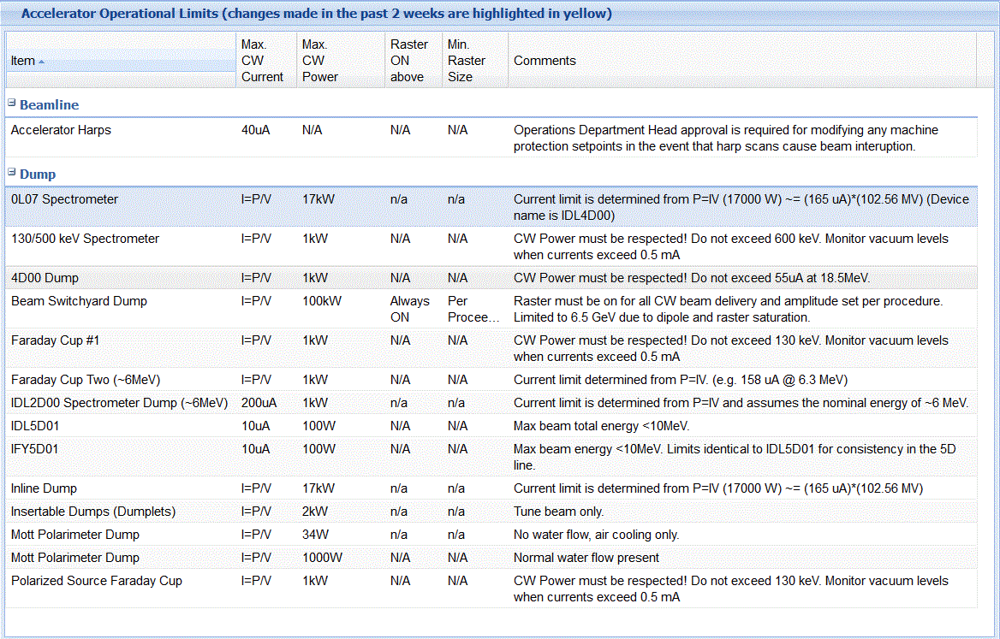 Accelerator Operational Limits (changes made in the past 2 weeks are highlighted in yellow)
Item Max. CW Current Max. CW Power Raster ON above Min. Raster Size Comments
Beamline
Accelerator Harps 40uA N/A N/A N/A Operations Department Head approval is required for modifying any machine
protection setpoints in the event that harp scans cause beam interuption.
Dump
0L07 Spectrometer I=P/V 17kW n/a n/a Current limit is determined from P=IV (17000 W) ~= (165 uA)*(102.56 MV) (Device
name is IDL4D00)
130/500 keV Spectrometer I=P/V 1kW N/A N/A CW Power must be respected! Do not exceed 600 keV. Monitor vacuum levels
when currents exceed 0.5 mA
4D00 Dump I=P/V 1kW N/A N/A CW Power must be respected! Do not exceed 55uA at 18.5MeV.
Beam Switchyard Dump I=P/V 100kW Always ON Per Procee... Raster must be on for all CW beam delivery and amplitude set per procedure.
Limited to 6.5 GeV due to dipole and raster saturation.
Faraday Cup #1 I=P/V 1kW N/A N/A CW Power must be respected! Do not exceed 130 keV. Monitor vacuum levels
when currents exceed 0.5 mA
Faraday Cup Two (~6MeV) I=P/V 1kW N/A N/A Current limit determined from P=IV. (e.g. 158 uA @ 6.3 MeV)
IDL2D00 Spectrometer Dump (~6MeV) 200uA 1kW n/a n/a Current limit is determined from P=IV and assumes the nominal energy of ~6 MeV.
IDL5D01 10uA 100W N/A N/A Max beam total energy <10MeV.
IFY5D01 10uA 100W N/A N/A Max beam energy <10MeV. Limits identical to IDL5D01 for consistency in the 5D
line.
Inline Dump I=P/V 17kW n/a n/a Current limit is determined from P=IV (17000 W) ~= (165 uA)*(102.56 MV)
Insertable Dumps (Dumplets) I=P/V 2kW n/a n/a Tune beam only.
Mott Polarimeter Dump I=P/V 34W n/a n/a No water flow, air cooling only.
Mott Polarimeter Dump I=P/V 1000W N/A N/A Normal water flow present
Polarized Source Faraday Cup I=P/V 1kW N/A N/A CW Power must be respected! Do not exceed 130 keV. Monitor vacuum levels
when currents exceed 0.5 mA